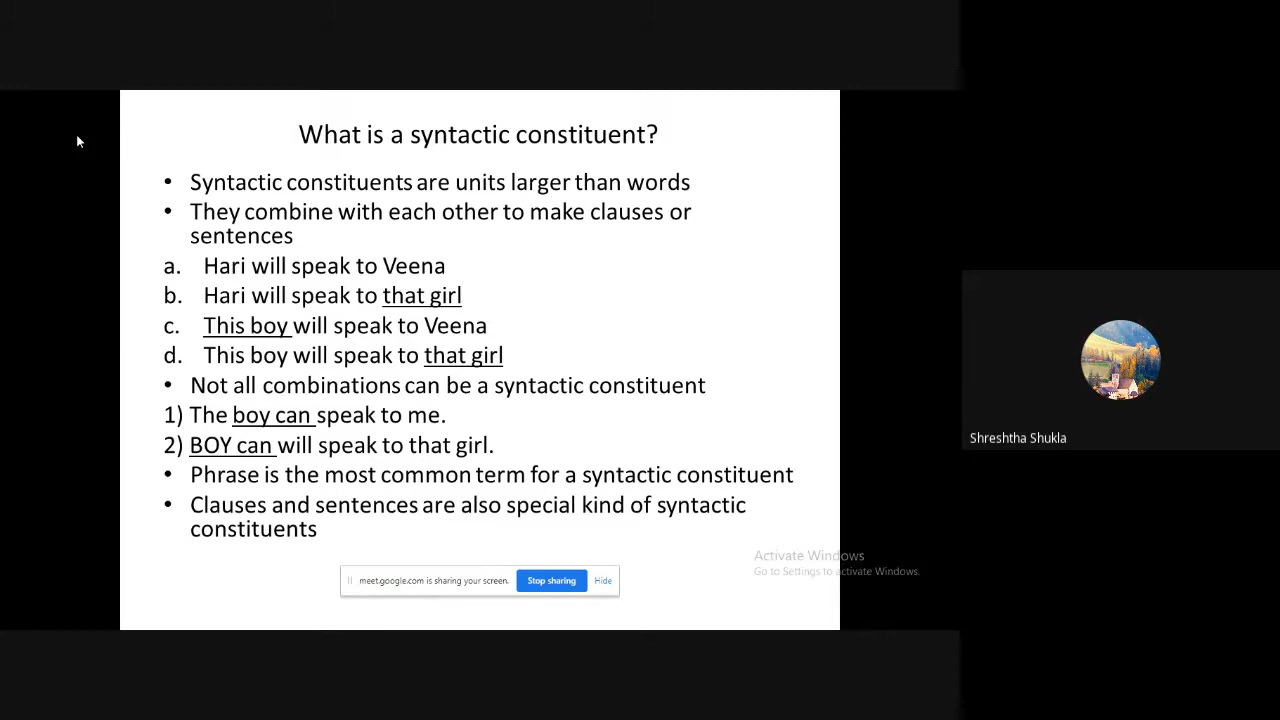 What is a syntactic constituent?
• Syntactic constituents are units larger than words
• They combine with each other to make clauses or
sentences
a. Hari will speak to Veena
b. Hari will speak to that girl
c. This boy will speak to Veena
d. This boy will speak to that girl
• Not all combinations can be a syntactic constituent
1) The boy can speak to me.
2) BOY can will speak to that girl.
• Phrase is the most common term for a syntactic constituent
• Clauses and sentences are also special kind of syntactic
constituents
Shreshtha Shukla
Activate Windows
Go to Settings to activate Windows.
meet.google.com is sharing your screen. Stop sharing Hide